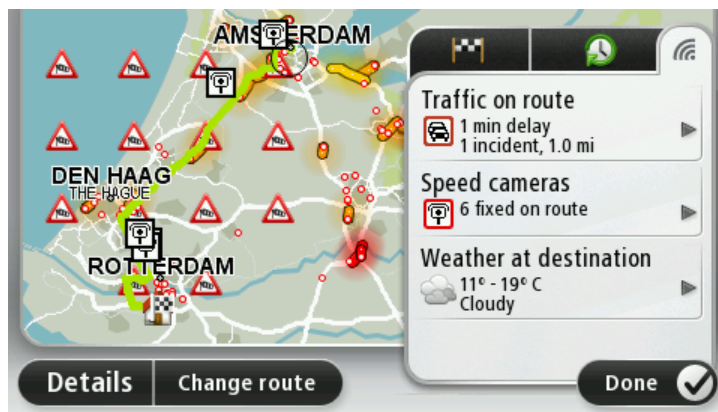 AMSTERDAM
DEN HAAG
THE HAGUE
ROTTERDAM
Traffic on route
1 min delay
1 incident, 1.0 mi
Speed cameras
6 fixed on route
Weather at destination
11° - 19° C
Cloudy
Details
Change route
Done